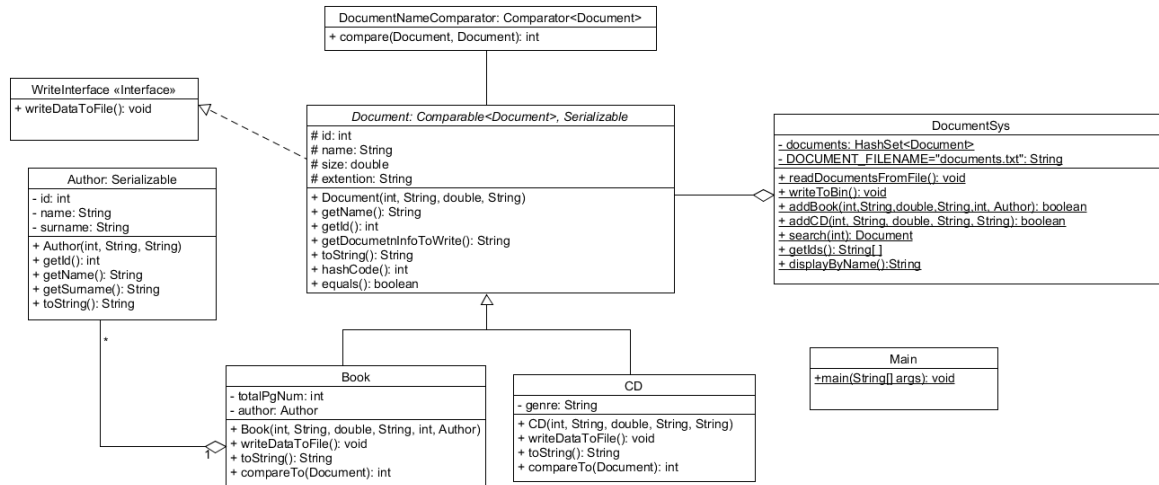 DocumentNameComparator: Comparator<Document>
+ compare(Document, Document): int
WriteInterface «Interface»
+ writeDataToFile(): void
Document: Comparable<Document>, Serializable
# id: int
# name: String
# size: double
# extention: String
+ Document(int, String, double, String)
+ getName(): String
+ getId(): int
+ getDocumetnInfoToWrite(): String
+ toString(): String
+ hashCode(): int
+ equals(): boolean
DocumentSys
- documents: HashSet<Document>
- DOCUMENT_FILENAME="documents.txt": String
+ readDocumentsFromFile(): void
+ writeToBin(): void
+ addBook(int,String,double,String,int, Author): boolean
+ addCD(int, String, double, String, String): boolean
+ search(int): Document
+ getIds(): String[ ]
+ displayByName():String
Author: Serializable
- id: int
- name: String
- surname: String
+ Author(int, String, String)
+ getId(): int
+ getName(): String
+ getSurname(): String
+ toString(): String
*
1
Book
- totalPgNum: int
- author: Author
+ Book(int, String, double, String, int, Author)
+ writeDataToFile(): void
+ toString(): String
+ compareTo(Document): int
CD
- genre: String
+ CD(int, String, double, String, String)
+ writeDataToFile(): void
+ toString(): String
+ compareTo(Document): int
Main
+main(String[] args): void